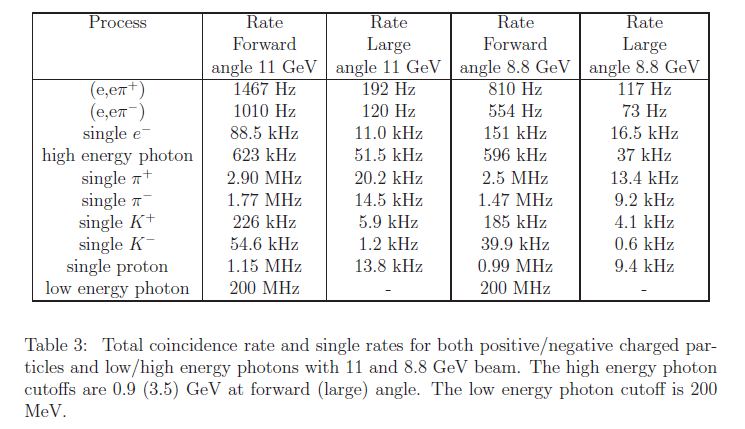 Process Rate Rate Rate Rate
Forward Large Forward Large
angle 11 GeV angle 11 GeV angle 8.8 GeV angle 8.8 GeV
(e,eπ⁺) 1467 Hz 192 Hz 810 Hz 117 Hz
(e,eπ⁻) 1010 Hz 120 Hz 554 Hz 73 Hz
single e⁻ 88.5 kHz 11.0 kHz 151 kHz 16.5 kHz
high energy photon 623 kHz 51.5 kHz 596 kHz 37 kHz
single π⁺ 2.90 MHz 20.2 kHz 2.5 MHz 13.4 kHz
single π⁻ 1.77 MHz 14.5 kHz 1.47 MHz 9.2 kHz
single K⁺ 226 kHz 5.9 kHz 185 kHz 4.1 kHz
single K⁻ 54.6 kHz 1.2 kHz 39.9 kHz 0.6 kHz
single proton 1.15 MHz 13.8 kHz 0.99 MHz 9.4 kHz
low energy photon 200 MHz - 200 MHz -
Table 3: Total coincidence rate and single rates for both positive/negative charged par-
ticles and low/high energy photons with 11 and 8.8 GeV beam. The high energy photon
cutoffs are 0.9 (3.5) GeV at forward (large) angle. The low energy photon cutoff is 200
MeV.